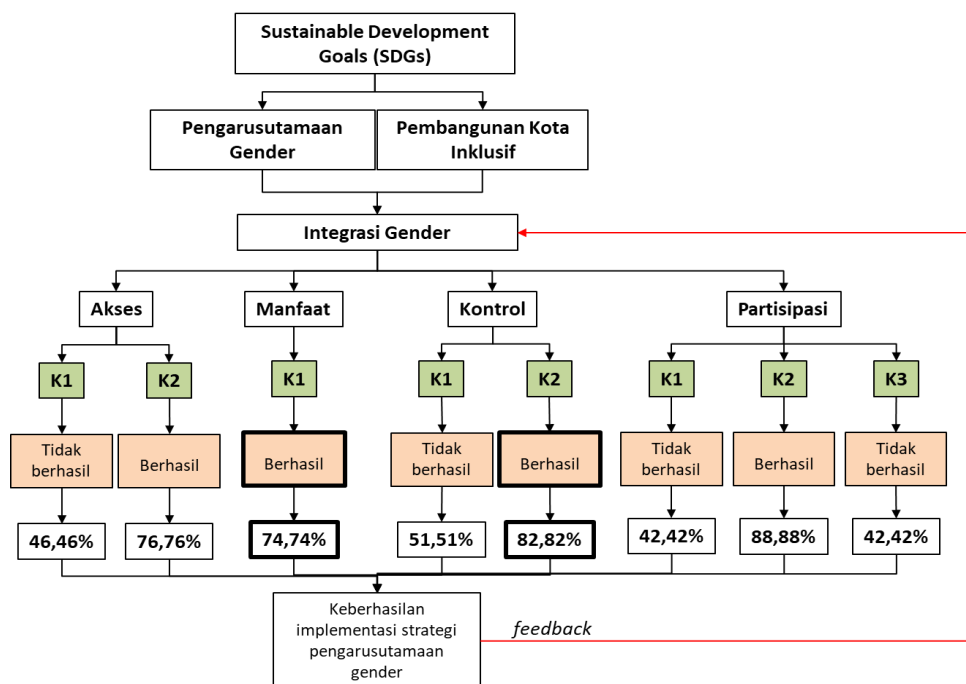 Sustainable Development
Goals (SDGs)
Pengarusutamaan
Gender
Pembangunan Kota
Inklusif
Integrasi Gender
Akses
Manfaat
Kontrol
Partisipasi
K1
K2
K1
K1
K2
K1
K2
K3
Tidak
berhasil
Berhasil
Berhasil
Tidak
berhasil
Berhasil
Tidak
berhasil
Berhasil
Tidak
berhasil
46,46%
76,76%
74,74%
51,51%
82,82%
42,42%
88,88%
42,42%
Keberhasilan
implementasi strategi
pengarusutamaan
gender
feedback